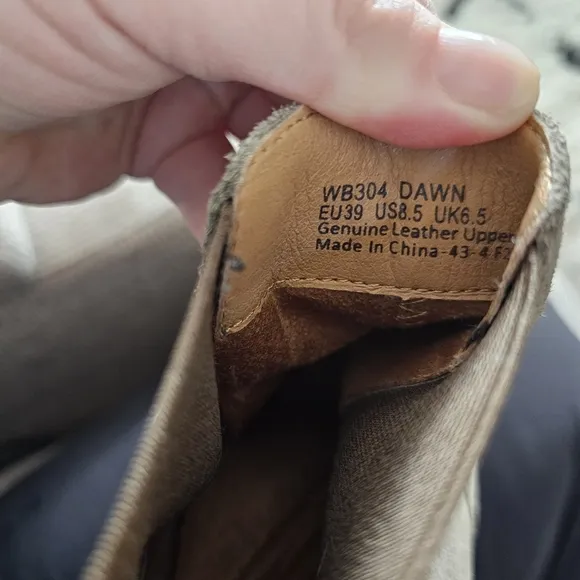 WB304 DAWN
EU39 US8.5 UK6.5
Genuine Leather Upper
Made In China-43-4